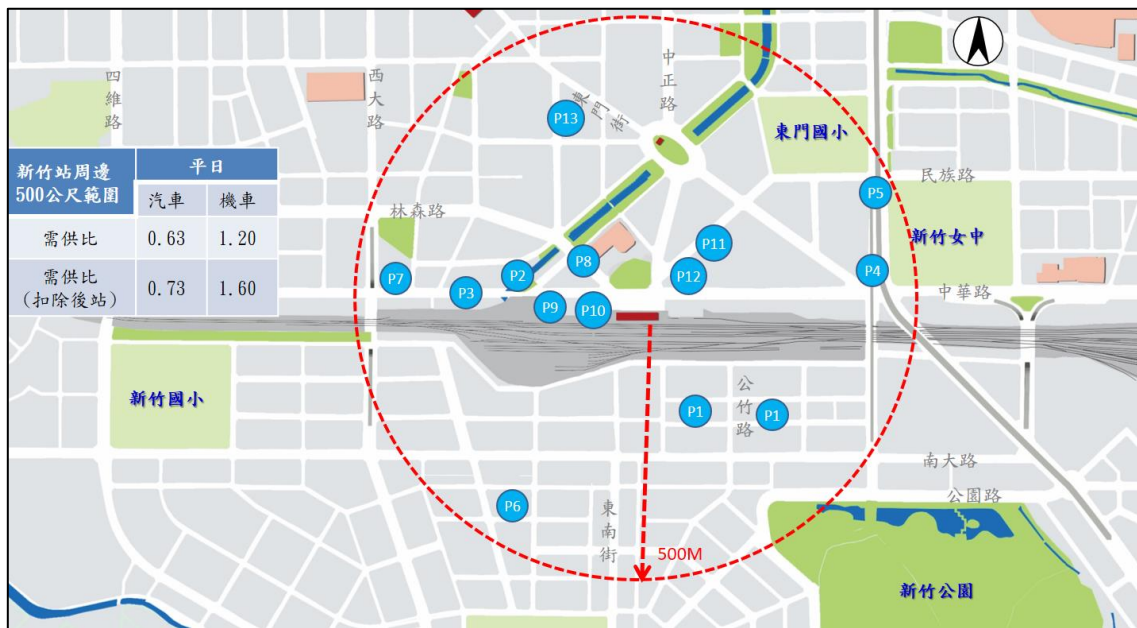 四維路
西大路
中正路
東門街
P13
東門國小
新竹站周邊
500公尺範圍
平日
汽車
機車
需供比
0.63
1.20
需供比
(扣除後站)
0.73
1.60
民族路
P5
林森路
新竹女中
P11
P8
P2
P12
P4
P7
P3
中華路
P9
P10
新竹國小
公竹路
P1
P1
南大路
公園路
P6
東南街
500M
新竹公園